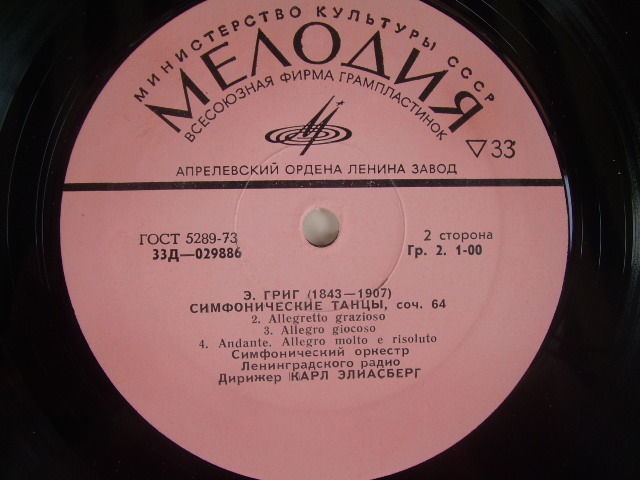 МИНИСТЕРСТВО КУЛЬТУРЫ СССР
МЕЛОДИЯ
ВСЕСОЮЗНАЯ ФИРМА ГРАМПЛАСТИНОК
▽33
АПРЕЛЕВСКИЙ ОРДЕНА ЛЕНИНА ЗАВОД
ГОСТ 5289-73
33Д—029886
2 сторона
Гр. 2. 1-00
Э. ГРИГ (1843—1907)
СИМФОНИЧЕСКИЕ ТАНЦЫ, соч. 64
2. Allegretto grazioso
3. Allegro giocoso
4. Andante. Allegro molto e risoluto
Симфонический оркестр
Ленинградского радио
Дирижер КАРЛ ЭЛИАСБЕРГ